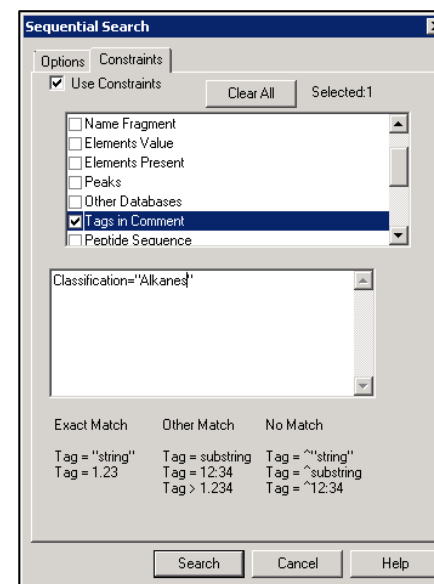 Sequential Search
Options Constraints
Use Constraints Clear All Selected:1
Name Fragment
Elements Value
Elements Present
Peaks
Other Databases
Tags in Comment
Peptide Sequence
Classification="Alkanes"
Exact Match Other Match No Match
Tag = "string" Tag = substring Tag = ^"string"
Tag = 1.23 Tag = 12:34 Tag = ^substring
Tag > 1.234 Tag = ^12:34
Search Cancel Help